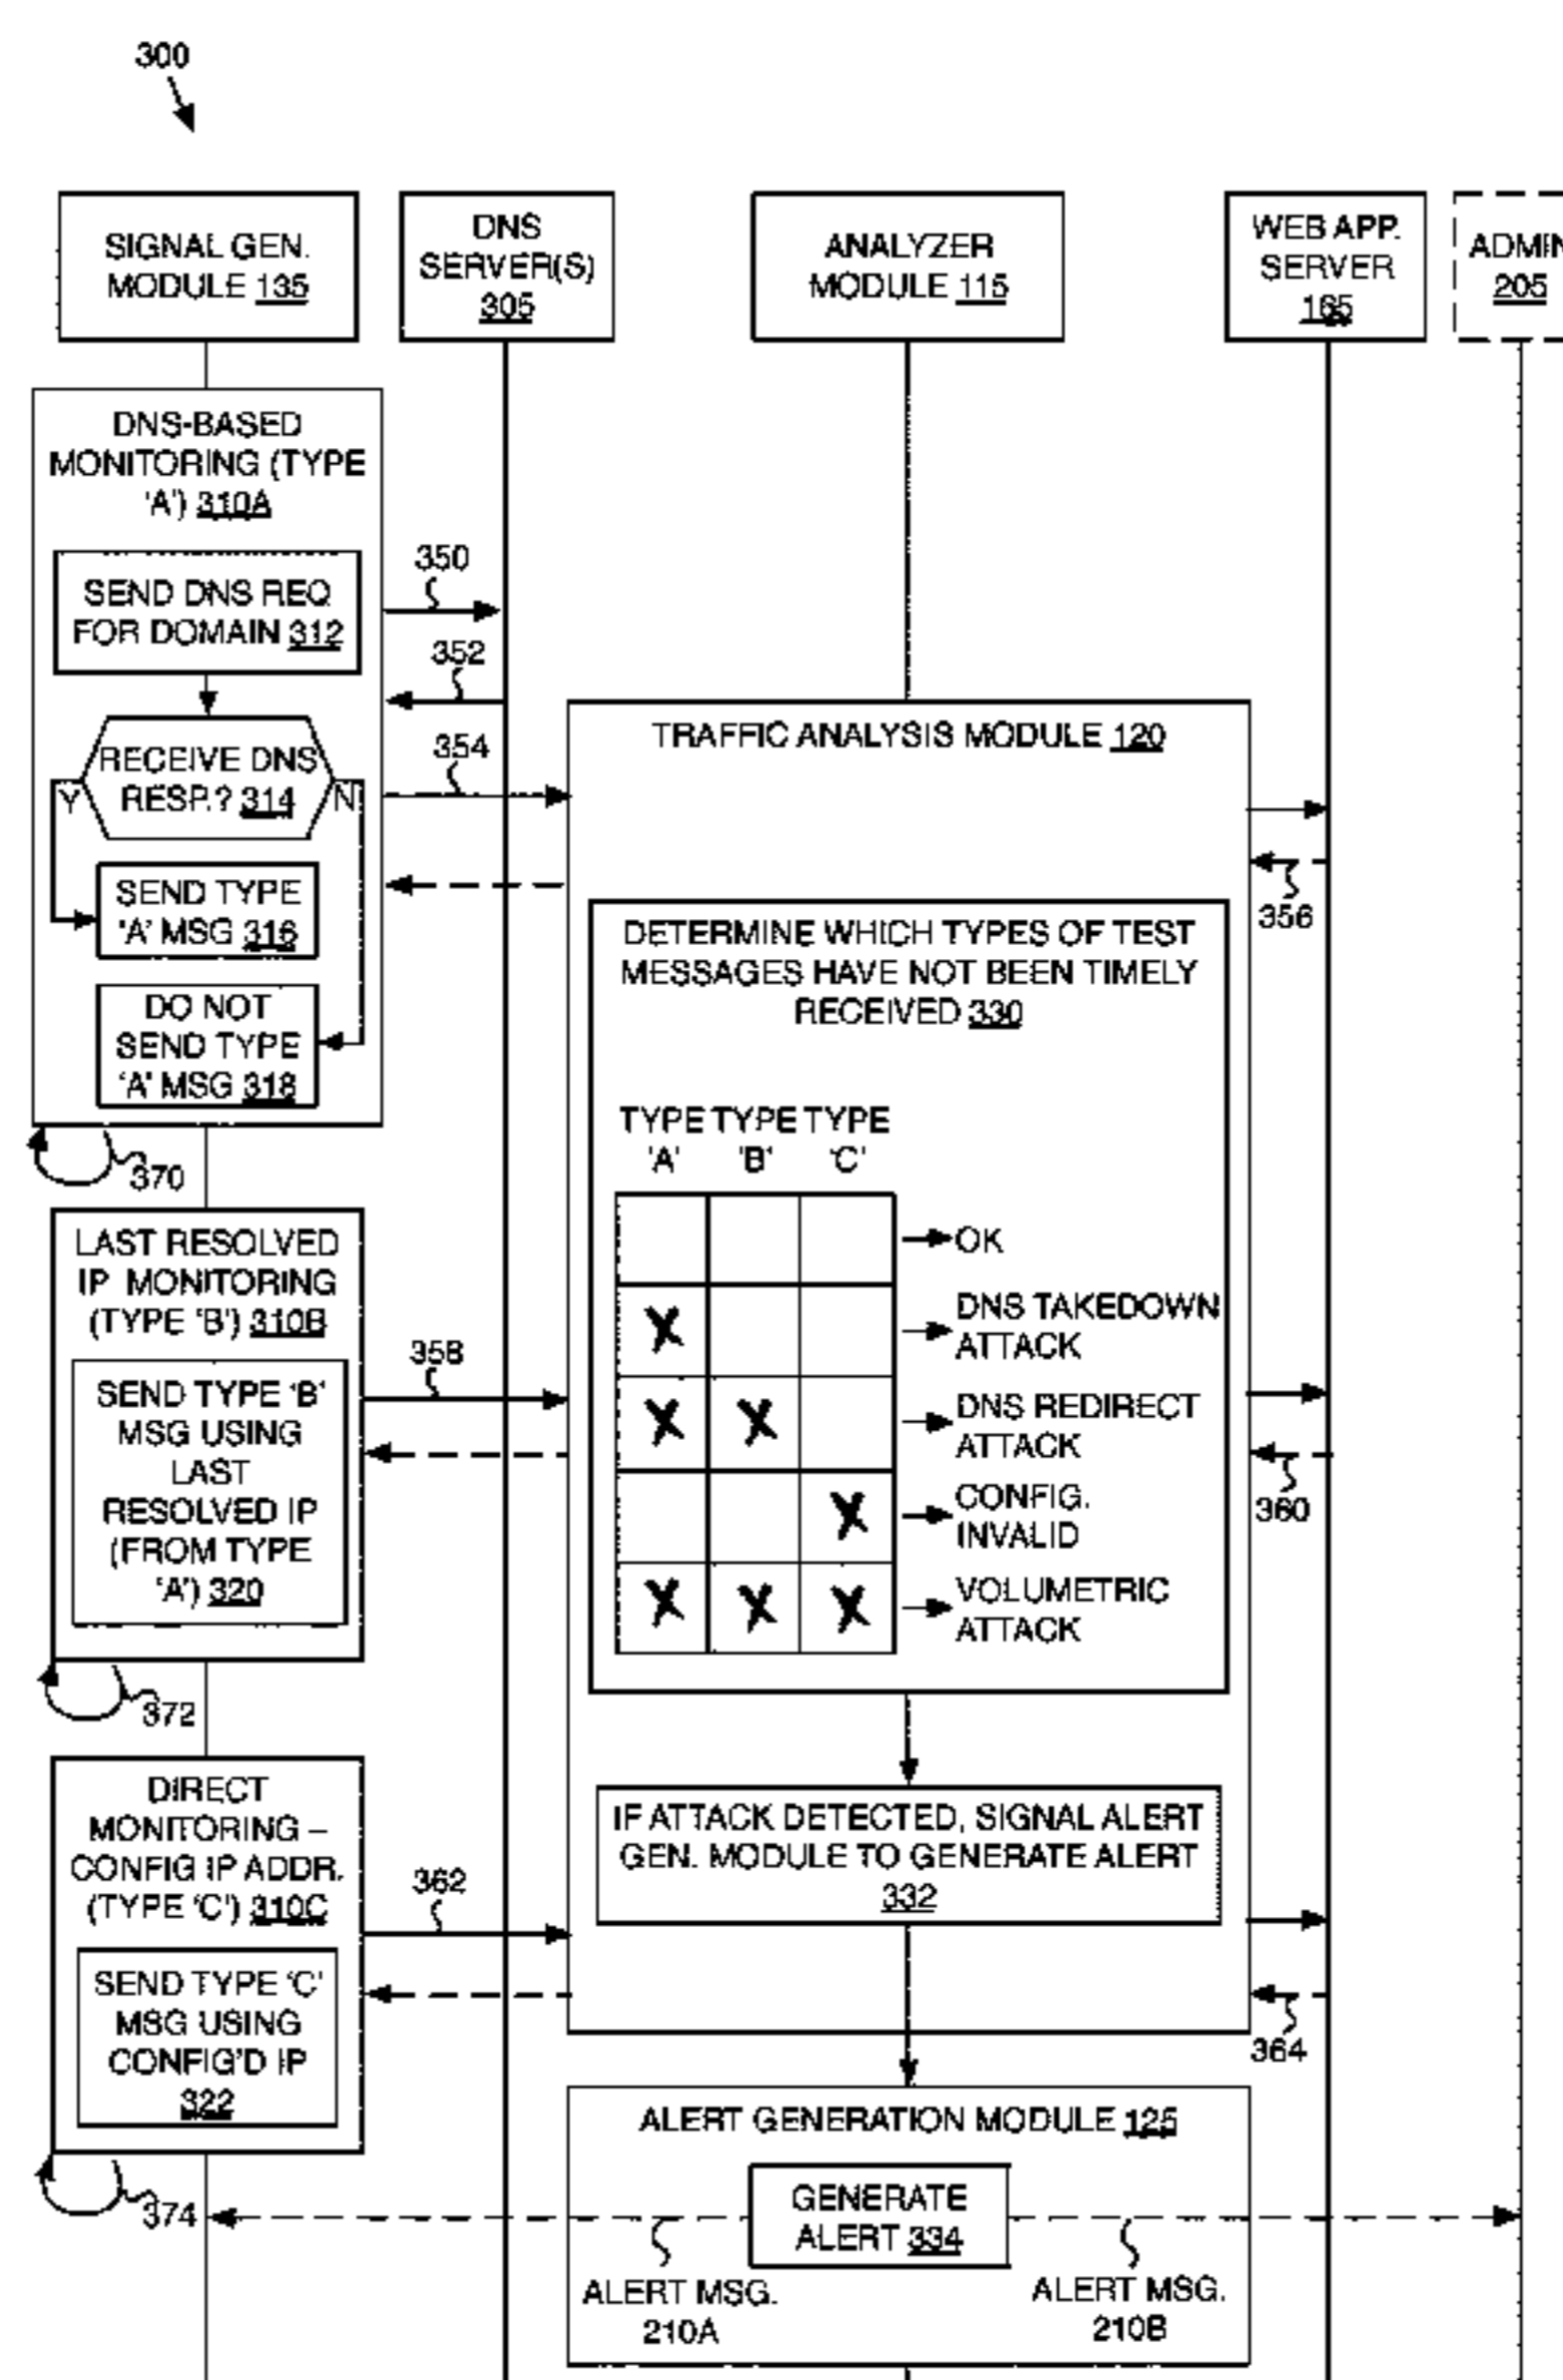 300
SIGNAL GEN.
MODULE 135
DNS
SERVER(S)
305
ANALYZER
MODULE 115
WEB APP.
SERVER
165
ADMIN
205
DNS-BASED
MONITORING (TYPE
'A') 310A
SEND DNS REQ
FOR DOMAIN 312
350
352
RECEIVE DNS
RESP.? 314
Y
N
354
SEND TYPE
'A' MSG 316
DO NOT
SEND TYPE
'A' MSG 318
370
TRAFFIC ANALYSIS MODULE 120
356
DETERMINE WHICH TYPES OF TEST
MESSAGES HAVE NOT BEEN TIMELY
RECEIVED 330
TYPE TYPE TYPE
'A' 'B' 'C'
OK
X DNS TAKEDOWN
ATTACK
X X DNS REDIRECT
ATTACK
X CONFIG.
INVALID
X X X VOLUMETRIC
ATTACK
LAST RESOLVED
IP MONITORING
(TYPE 'B') 310B
SEND TYPE 'B'
MSG USING
LAST
RESOLVED IP
(FROM TYPE
'A') 320
358
360
372
DIRECT
MONITORING –
CONFIG IP ADDR.
(TYPE 'C') 310C
SEND TYPE 'C'
MSG USING
CONFIG'D IP
322
362
IF ATTACK DETECTED, SIGNAL ALERT
GEN. MODULE TO GENERATE ALERT
332
364
374
ALERT GENERATION MODULE 125
GENERATE
ALERT 334
ALERT MSG.
210A
ALERT MSG.
210B